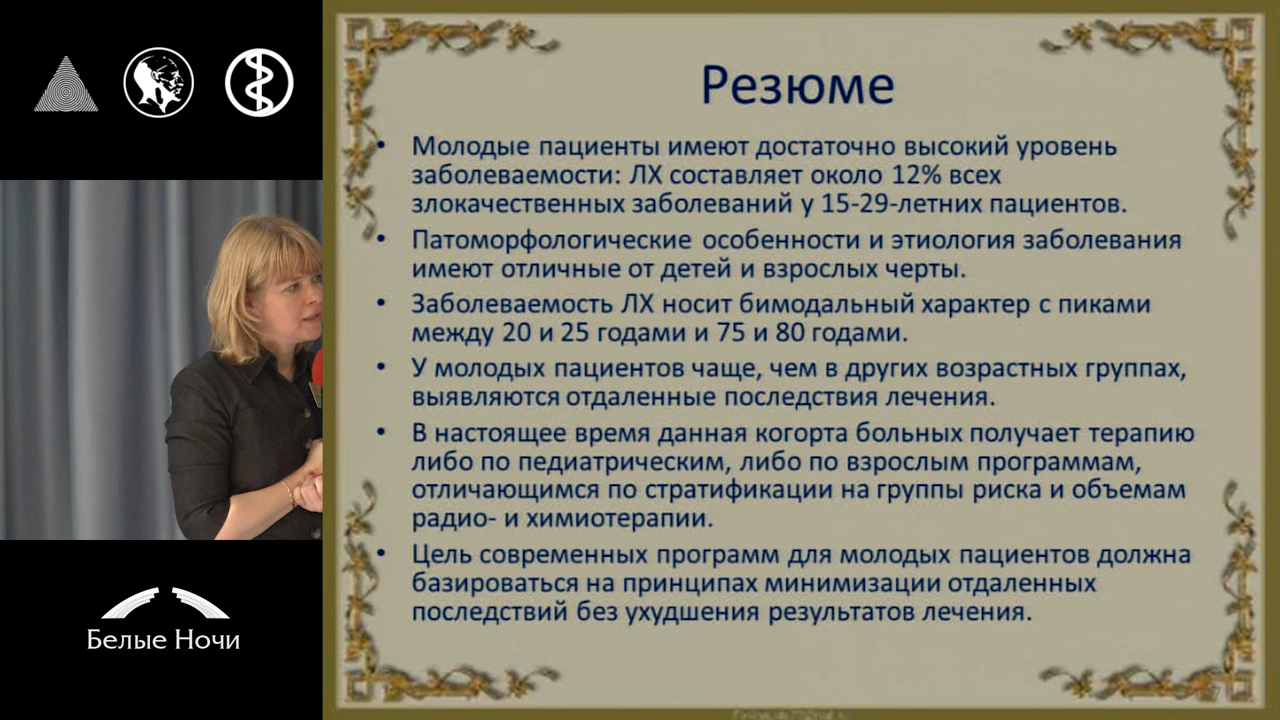 Резюме
• Молодые пациенты имеют достаточно высокий уровень
заболеваемости: ЛХ составляет около 12% всех
злокачественных заболеваний у 15-29-летних пациентов.
• Патоморфологические особенности и этиология заболевания
имеют отличные от детей и взрослых черты.
• Заболеваемость ЛХ носит бимодальный характер с пиками
между 20 и 25 годами и 75 и 80 годами.
• У молодых пациентов чаще, чем в других возрастных группах,
выявляются отдаленные последствия лечения.
• В настоящее время данная когорта больных получает терапию
либо по педиатрическим, либо по взрослым программам,
отличающимся по стратификации на группы риска и объемам
радио- и химиотерапии.
• Цель современных программ для молодых пациентов должна
базироваться на принципах минимизации отдаленных
последствий без ухудшения результатов лечения.
Белые Ночи